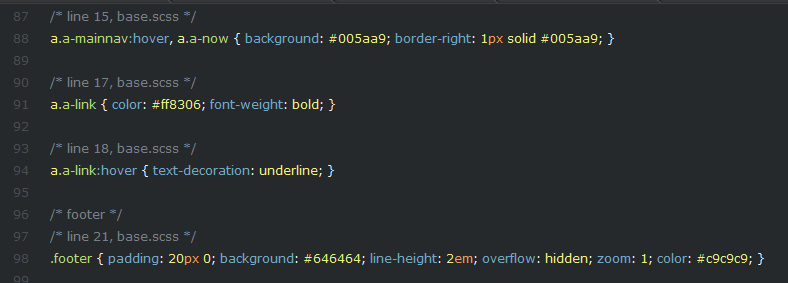 87 /* line 15, base.scss */
88 a.a-mainnav:hover, a.a-now { background: #005aa9; border-right: 1px solid #005aa9; }
89
90 /* line 17, base.scss */
91 a.a-link { color: #ff8306; font-weight: bold; }
92
93 /* line 18, base.scss */
94 a.a-link:hover { text-decoration: underline; }
95
96 /* footer */
97 /* line 21, base.scss */
98 .footer { padding: 20px 0; background: #646464; line-height: 2em; overflow: hidden; zoom: 1; color: #c9c9c9; }
99